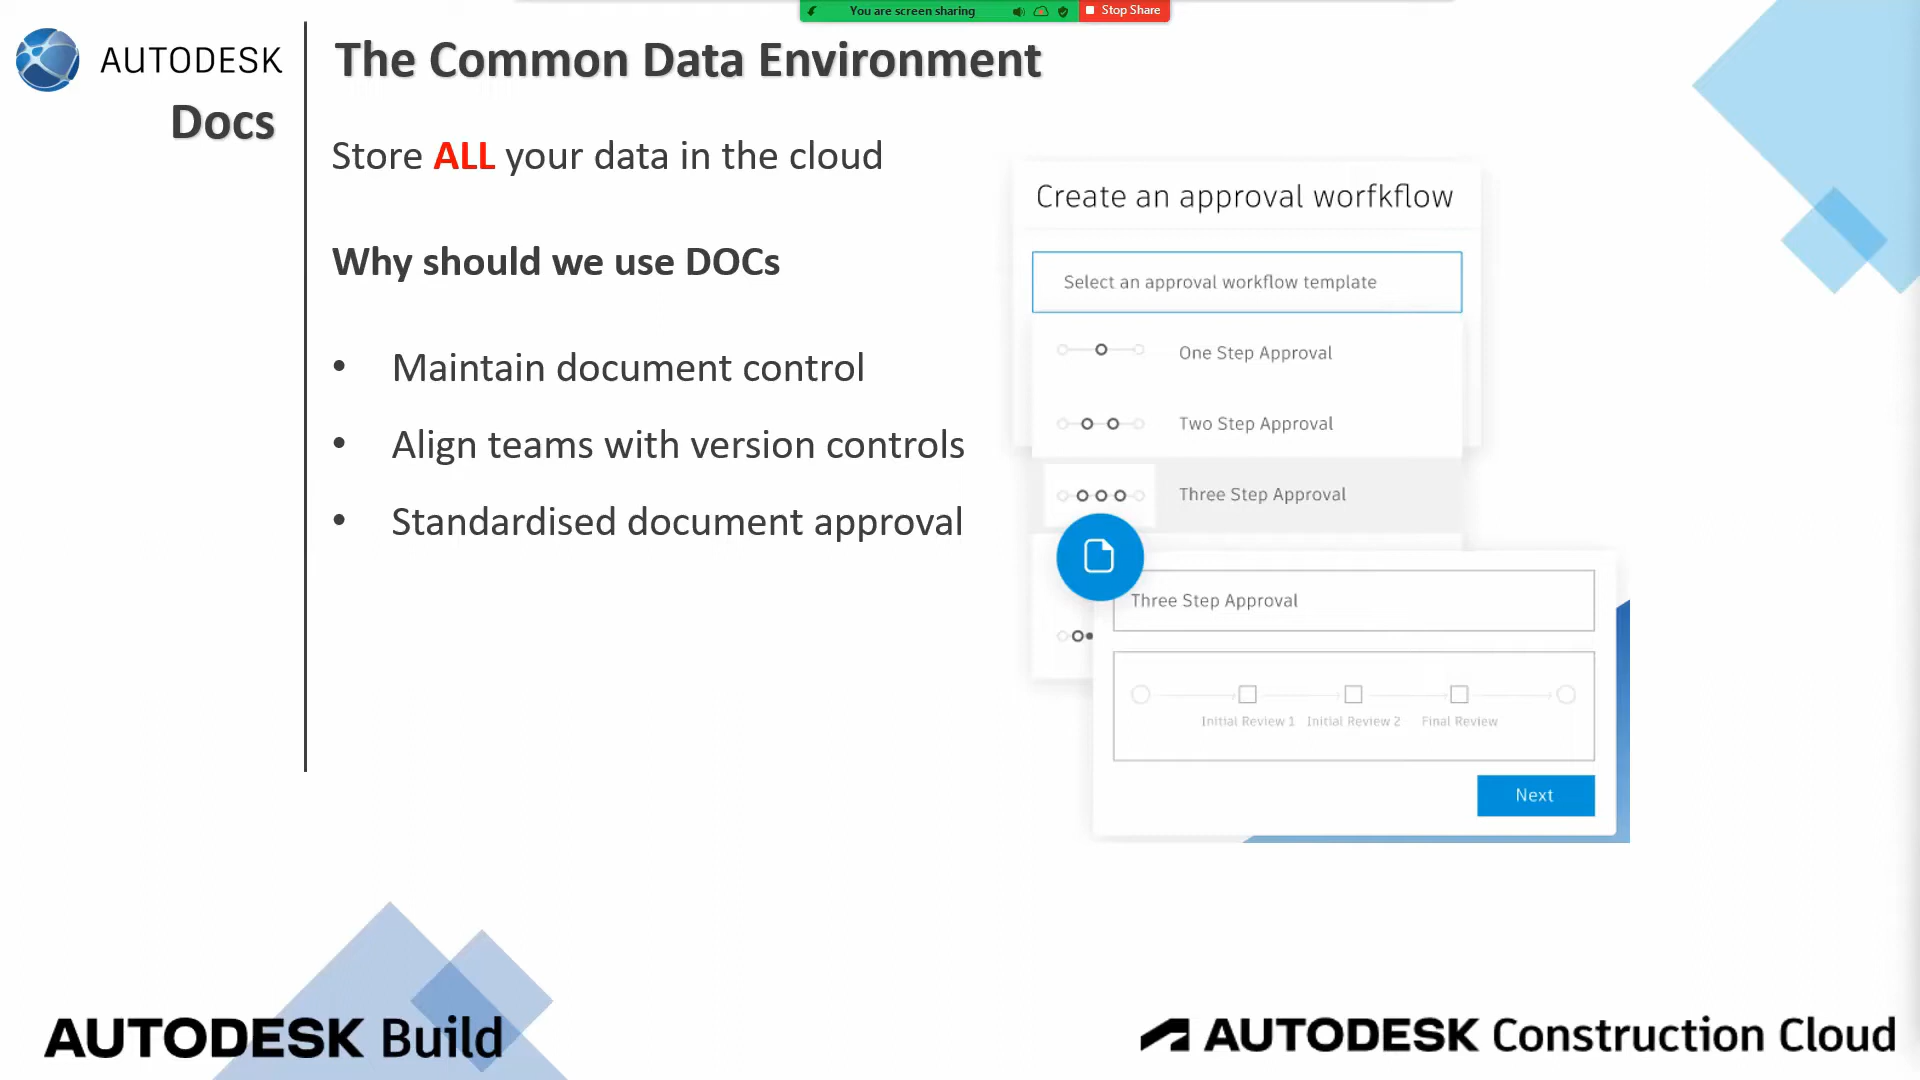 You are screen sharing
Stop Share
AUTODESK
Docs
The Common Data Environment
Store ALL your data in the cloud
Why should we use DOCs
• Maintain document control
• Align teams with version controls
• Standardised document approval
Create an approval worfkflow
Select an approval workflow template
One Step Approval
Two Step Approval
Three Step Approval
Three Step Approval
Initial Review 1 Initial Review 2 Final Review
Next
AUTODESK Build
AUTODESK Construction Cloud